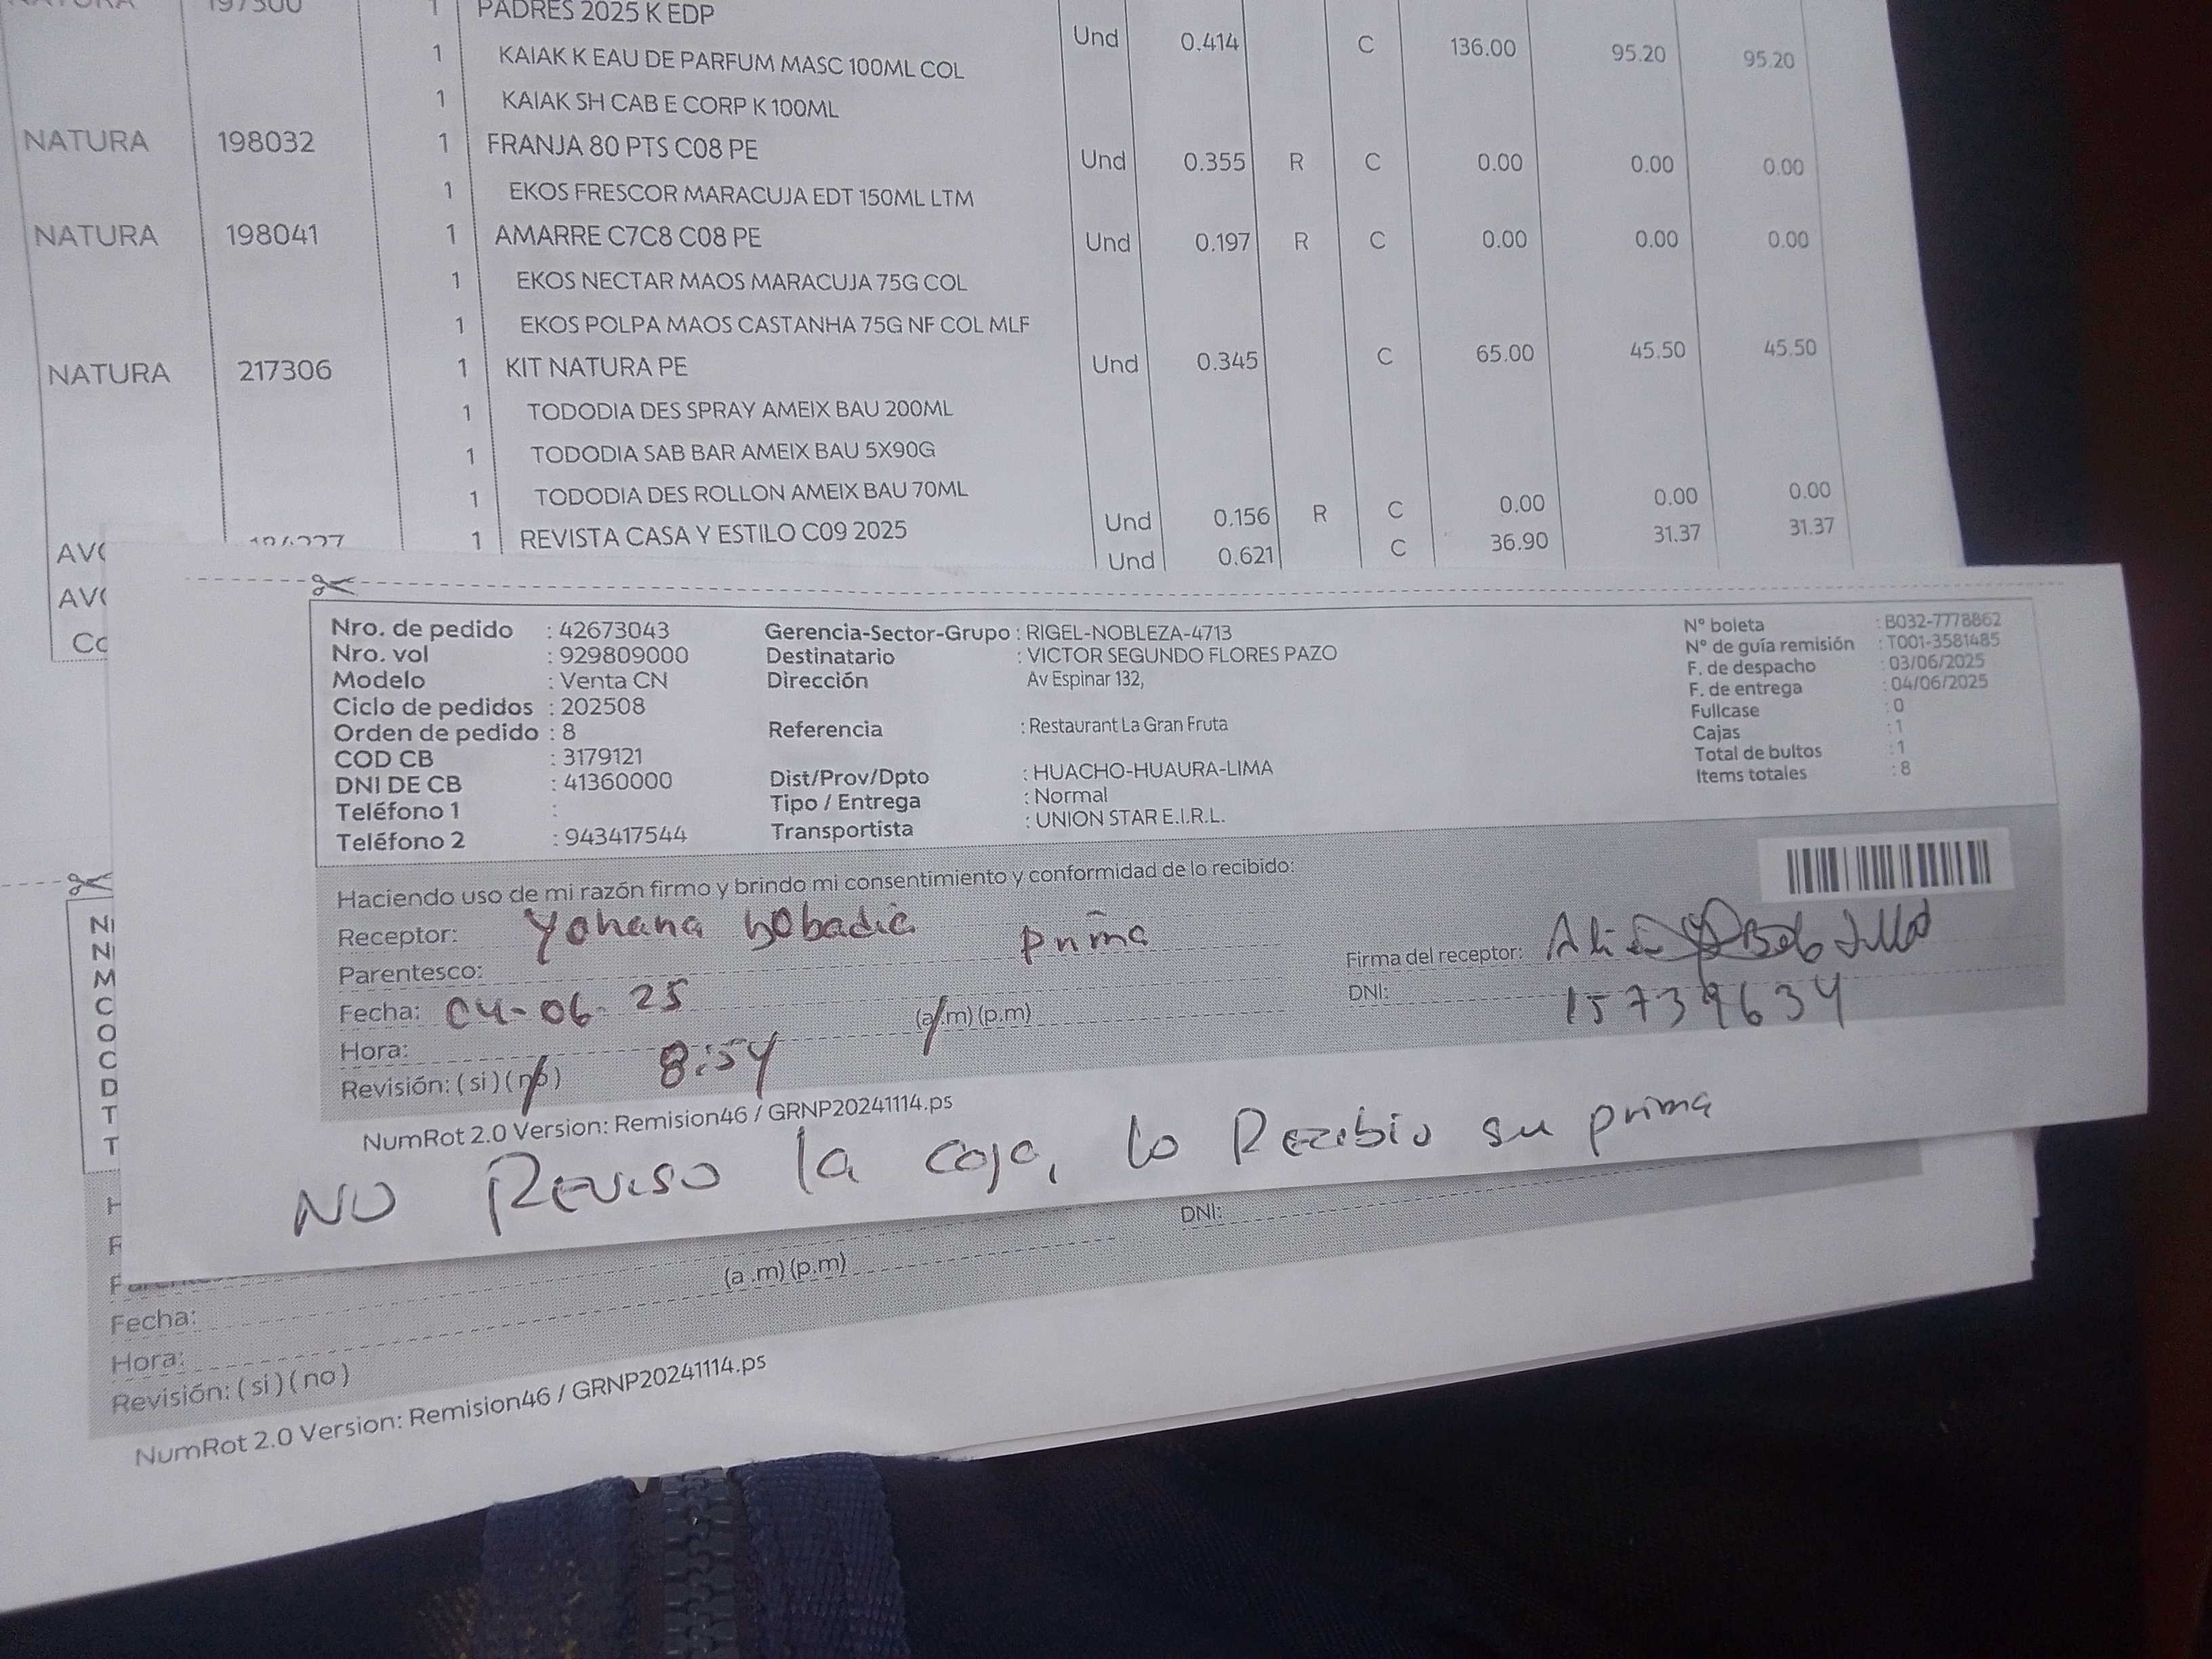 1 PADRES 2025 K EDP Und 0.414 C 136.00 95.20 95.20
1 KAIAK K EAU DE PARFUM MASC 100ML COL
1 KAIAK SH CAB E CORP K 100ML
NATURA 198032 1 FRANJA 80 PTS C08 PE Und 0.355 R C 0.00 0.00 0.00
1 EKOS FRESCOR MARACUJA EDT 150ML LTM
NATURA 198041 1 AMARRE C7C8 C08 PE Und 0.197 R C 0.00 0.00 0.00
1 EKOS NECTAR MAOS MARACUJA 75G COL
1 EKOS POLPA MAOS CASTANHA 75G NF COL MLF
NATURA 217306 1 KIT NATURA PE Und 0.345 C 65.00 45.50 45.50
1 TODODIA DES SPRAY AMEIX BAU 200ML
1 TODODIA SAB BAR AMEIX BAU 5X90G
1 TODODIA DES ROLLON AMEIX BAU 70ML
1 REVISTA CASA Y ESTILO C09 2025 Und 0.156 R C 0.00 0.00 0.00
Und 0.621 C 36.90 31.37 31.37
Nro. de pedido : 42673043
Nro. vol : 929809000
Modelo : Venta CN
Ciclo de pedidos : 202508
Orden de pedido : 8
COD CB : 3179121
DNI DE CB : 41360000
Teléfono 1 :
Teléfono 2 : 943417544
Gerencia-Sector-Grupo : RIGEL-NOBLEZA-4713
Destinatario : VICTOR SEGUNDO FLORES PAZO
Dirección Av Espinar 132,
Referencia : Restaurant La Gran Fruta
Dist/Prov/Dpto : HUACHO-HUAURA-LIMA
Tipo / Entrega : Normal
Transportista : UNION STAR E.I.R.L.
N° boleta : B032-7778862
N° de guía remisión : T001-3581485
F. de despacho : 03/06/2025
F. de entrega : 04/06/2025
Fullcase : 0
Cajas : 1
Total de bultos : 1
Items totales : 8
Haciendo uso de mi razón firmo y brindo mi consentimiento y conformidad de lo recibido:
Receptor: Yohana bobadia
Parentesco: prima
Fecha: 04-06-25
Hora: 8:54 (a.m) (p.m)
Revisión: ( si ) ( no )
Firma del receptor:
DNI: 15739634
NumRot 2.0 Version: Remision46 / GRNP20241114.ps
NO Reviso la caja, lo Recibio su prima
DNI:
(a .m) (p.m)
Fecha:
Hora:
Revisión: ( si ) ( no )
NumRot 2.0 Version: Remision46 / GRNP20241114.ps